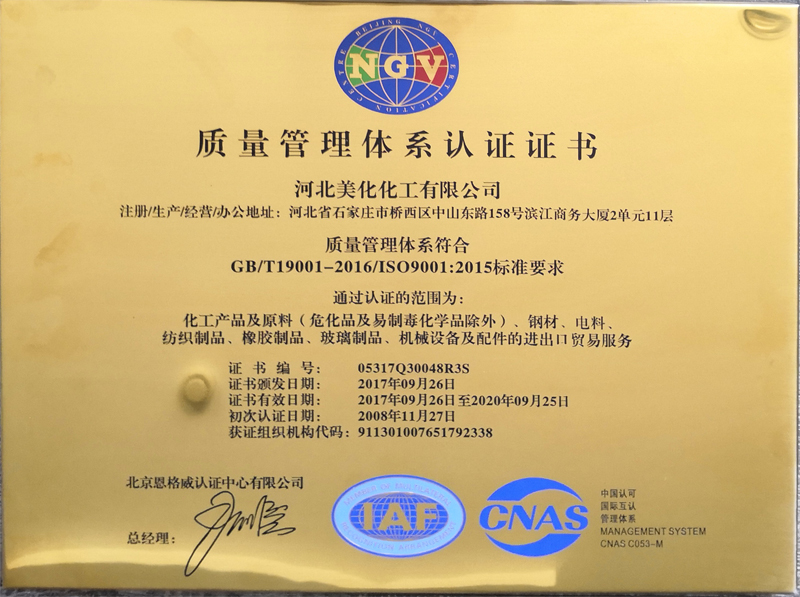 BEIJING NGV CERTIFICATION CENTRE
NGV
质量管理体系认证证书
河北美化化工有限公司
注册/生产/经营/办公地址：河北省石家庄市桥西区中山东路158号滨江商务大厦2单元11层
质量管理体系符合
GB/T19001-2016/ISO9001:2015标准要求
通过认证的范围为：
化工产品及原料（危化品及易制毒化学品除外）、钢材、电料、
纺织制品、橡胶制品、玻璃制品、机械设备及配件的进出口贸易服务
证书编号： 05317Q30048R3S
证书颁发日期： 2017年09月26日
证书有效日期： 2017年09月26日至2020年09月25日
初次认证日期： 2008年11月27日
获证组织机构代码：911301007651792338
北京恩格威认证中心有限公司
总经理：
IAF
CNAS
中国认可
国际互认
管理体系
MANAGEMENT SYSTEM
CNAS C053-M